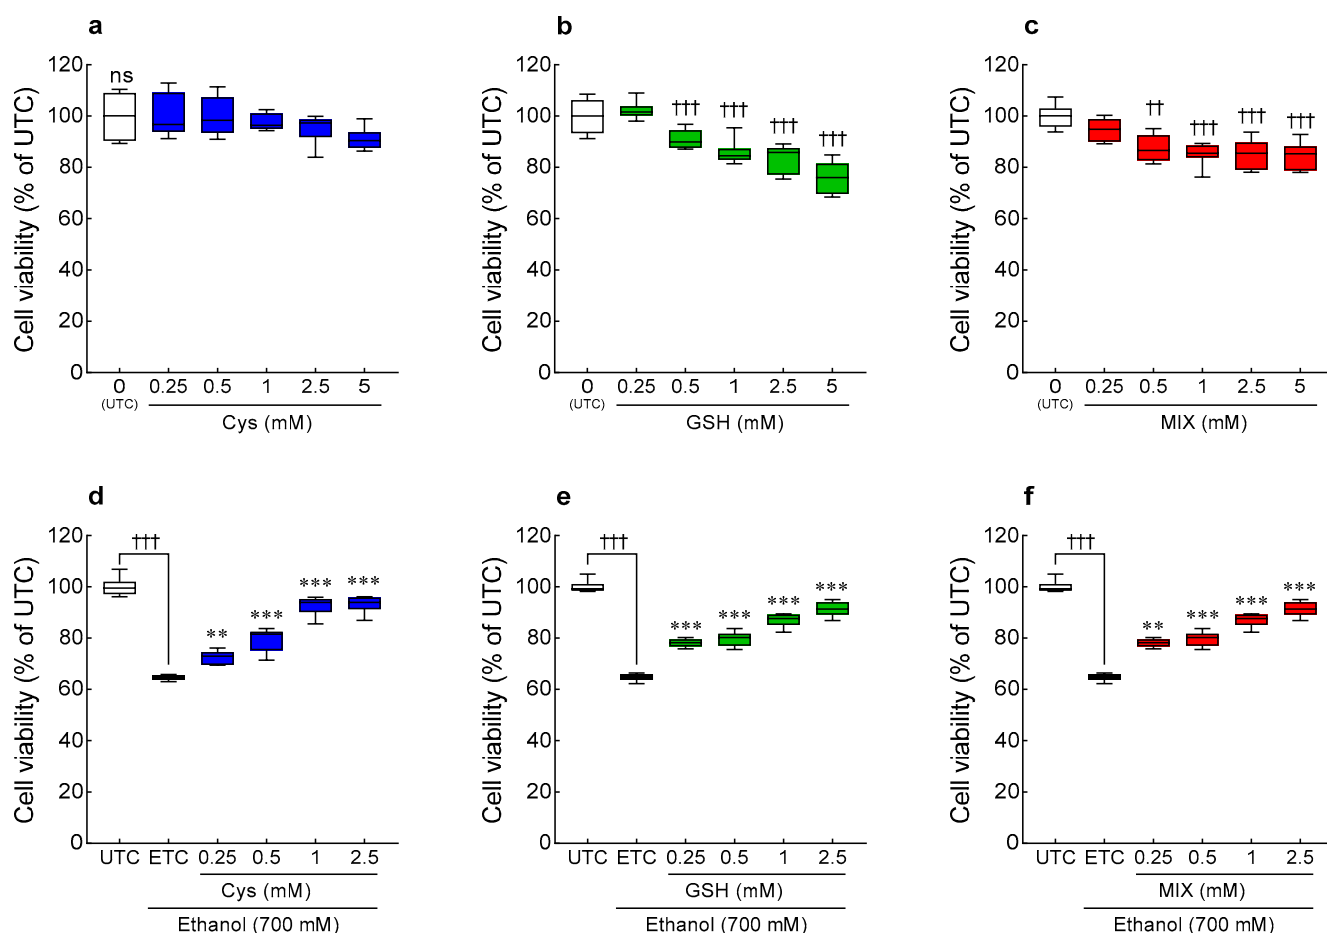 a
Cell viability (% of UTC)
120
100
80
60
40
20
0
ns
0 0.25 0.5 1 2.5 5
(UTC)
Cys (mM)
b
Cell viability (% of UTC)
120
100
80
60
40
20
0
††† ††† ††† †††
0 0.25 0.5 1 2.5 5
(UTC)
GSH (mM)
c
Cell viability (% of UTC)
120
100
80
60
40
20
0
†† ††† ††† †††
0 0.25 0.5 1 2.5 5
(UTC)
MIX (mM)
d
Cell viability (% of UTC)
120
100
80
60
40
20
0
†††
** *** *** ***
UTC ETC 0.25 0.5 1 2.5
Cys (mM)
Ethanol (700 mM)
e
Cell viability (% of UTC)
120
100
80
60
40
20
0
†††
*** *** *** ***
UTC ETC 0.25 0.5 1 2.5
GSH (mM)
Ethanol (700 mM)
f
Cell viability (% of UTC)
120
100
80
60
40
20
0
†††
** *** *** ***
UTC ETC 0.25 0.5 1 2.5
MIX (mM)
Ethanol (700 mM)